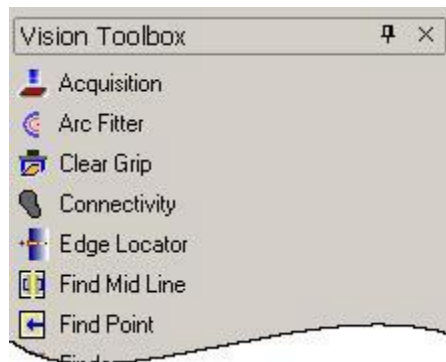 Vision Toolbox
Acquisition
Arc Fitter
Clear Grip
Connectivity
Edge Locator
Find Mid Line
Find Point